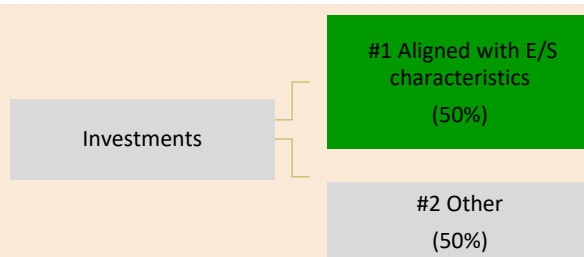 #1 Aligned with E/S
characteristics
(50%)
Investments
#2 Other
(50%)